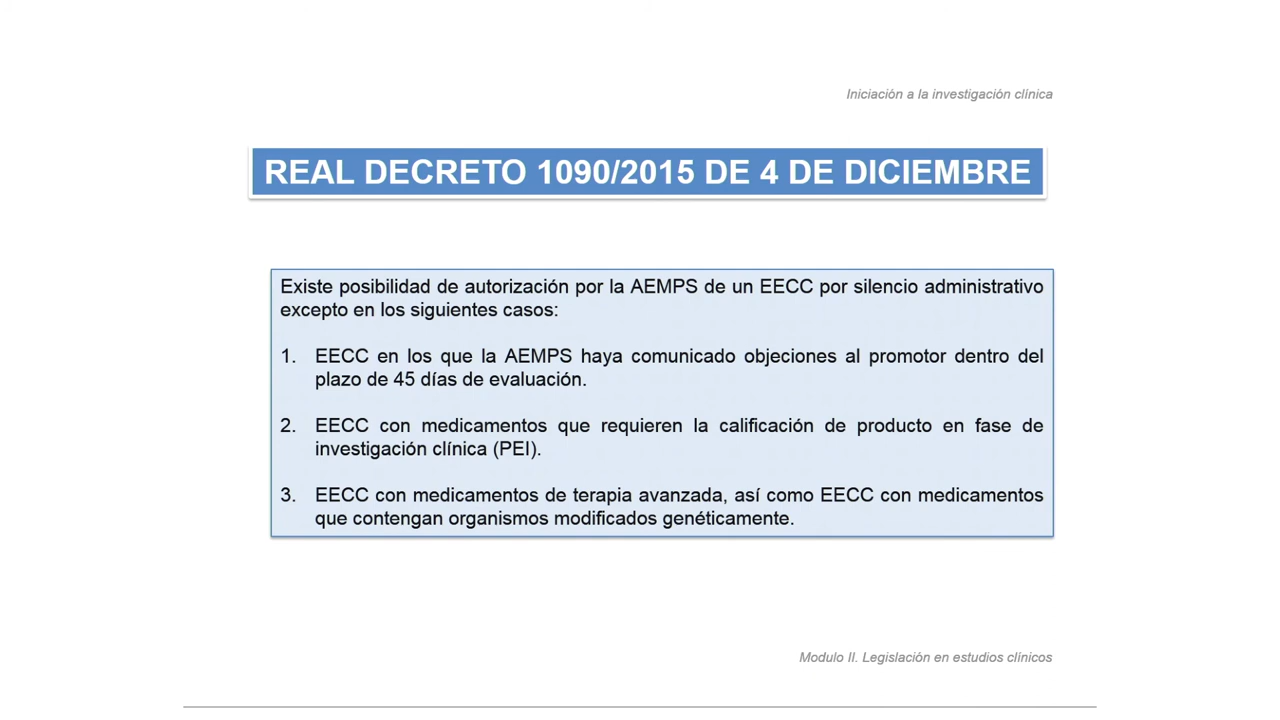 Iniciación a la investigación clínica
REAL DECRETO 1090/2015 DE 4 DE DICIEMBRE
Existe posibilidad de autorización por la AEMPS de un EECC por silencio administrativo
excepto en los siguientes casos:
1. EECC en los que la AEMPS haya comunicado objeciones al promotor dentro del
plazo de 45 días de evaluación.
2. EECC con medicamentos que requieren la calificación de producto en fase de
investigación clínica (PEI).
3. EECC con medicamentos de terapia avanzada, así como EECC con medicamentos
que contengan organismos modificados genéticamente.
Modulo II. Legislación en estudios clínicos